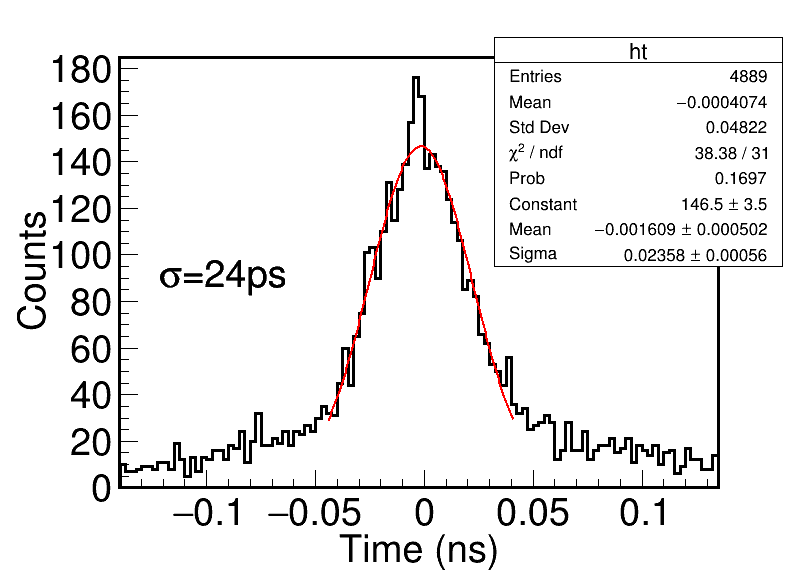 ht
Entries 4889
Mean −0.0004074
Std Dev 0.04822
χ² / ndf 38.38 / 31
Prob 0.1697
Constant 146.5 ± 3.5
Mean −0.001609 ± 0.000502
Sigma 0.02358 ± 0.00056
180
160
140
120
100
80
60
40
20
0
Counts
σ=24ps
−0.1 −0.05 0 0.05 0.1
Time (ns)